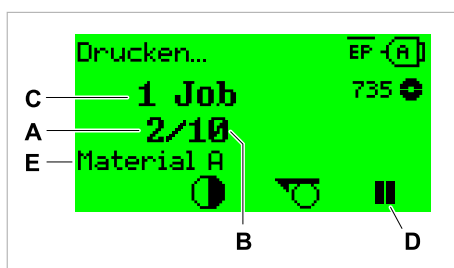 Drucken... EP A
C 1 Job 735
A 2/10
E Material A
B D